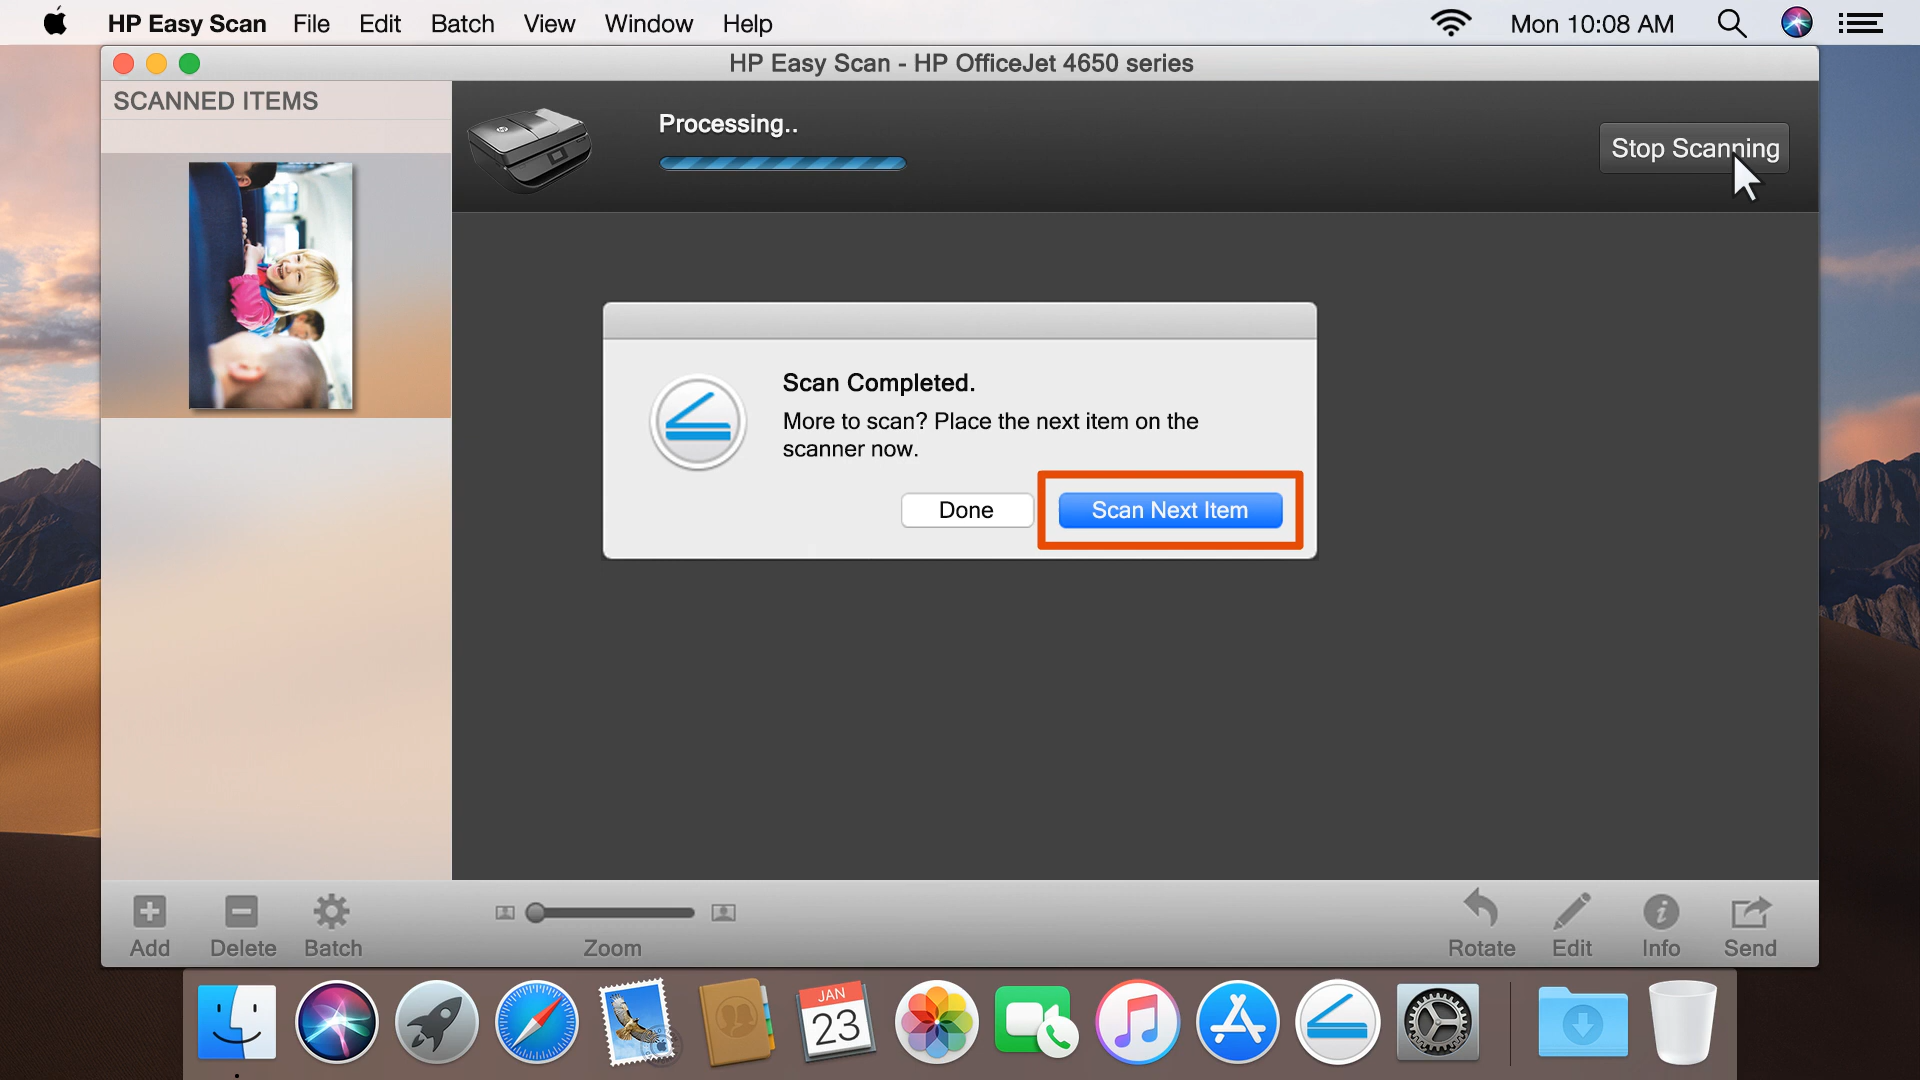 HP Easy Scan File Edit Batch View Window Help Mon 10:08 AM
HP Easy Scan - HP OfficeJet 4650 series
SCANNED ITEMS
Processing..
Stop Scanning
Scan Completed.
More to scan? Place the next item on the
scanner now.
Done Scan Next Item
Add Delete Batch Zoom Rotate Edit Info Send
JAN
23